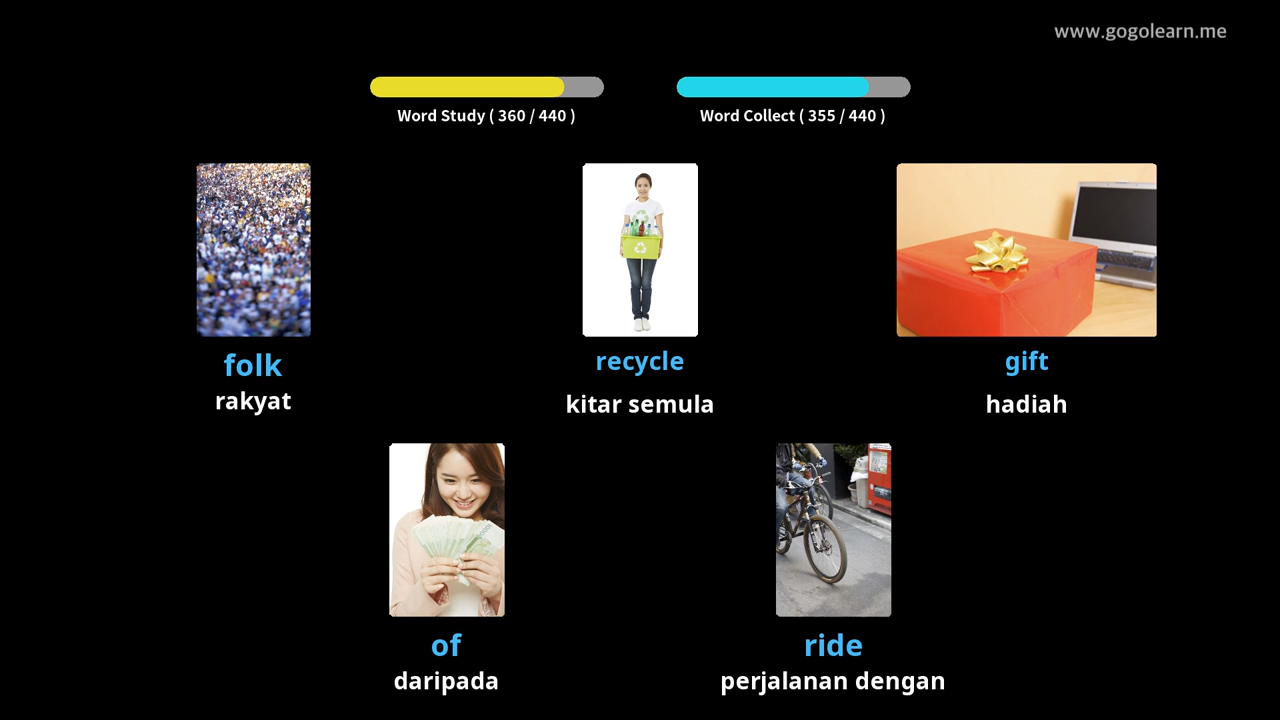 www.gogolearn.me
Word Study ( 360 / 440 )
Word Collect ( 355 / 440 )
folk
rakyat
recycle
kitar semula
gift
hadiah
of
daripada
ride
perjalanan dengan